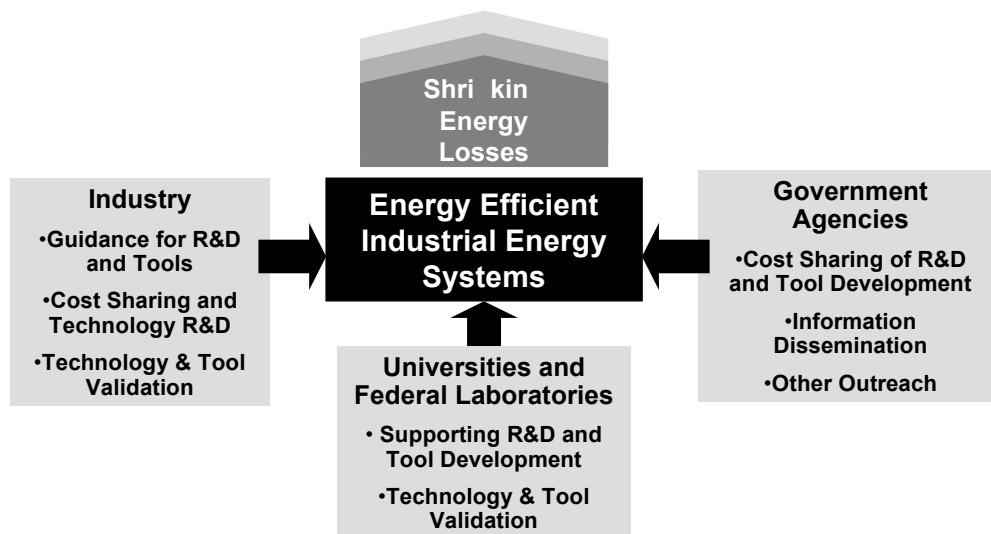 Shri kin
Energy
Losses
Industry
•Guidance for R&D
and Tools
•Cost Sharing and
Technology R&D
•Technology & Tool
Validation
Energy Efficient
Industrial Energy
Systems
Government
Agencies
•Cost Sharing of R&D
and Tool Development
•Information
Dissemination
•Other Outreach
Universities and
Federal Laboratories
• Supporting R&D and
Tool Development
•Technology & Tool
Validation